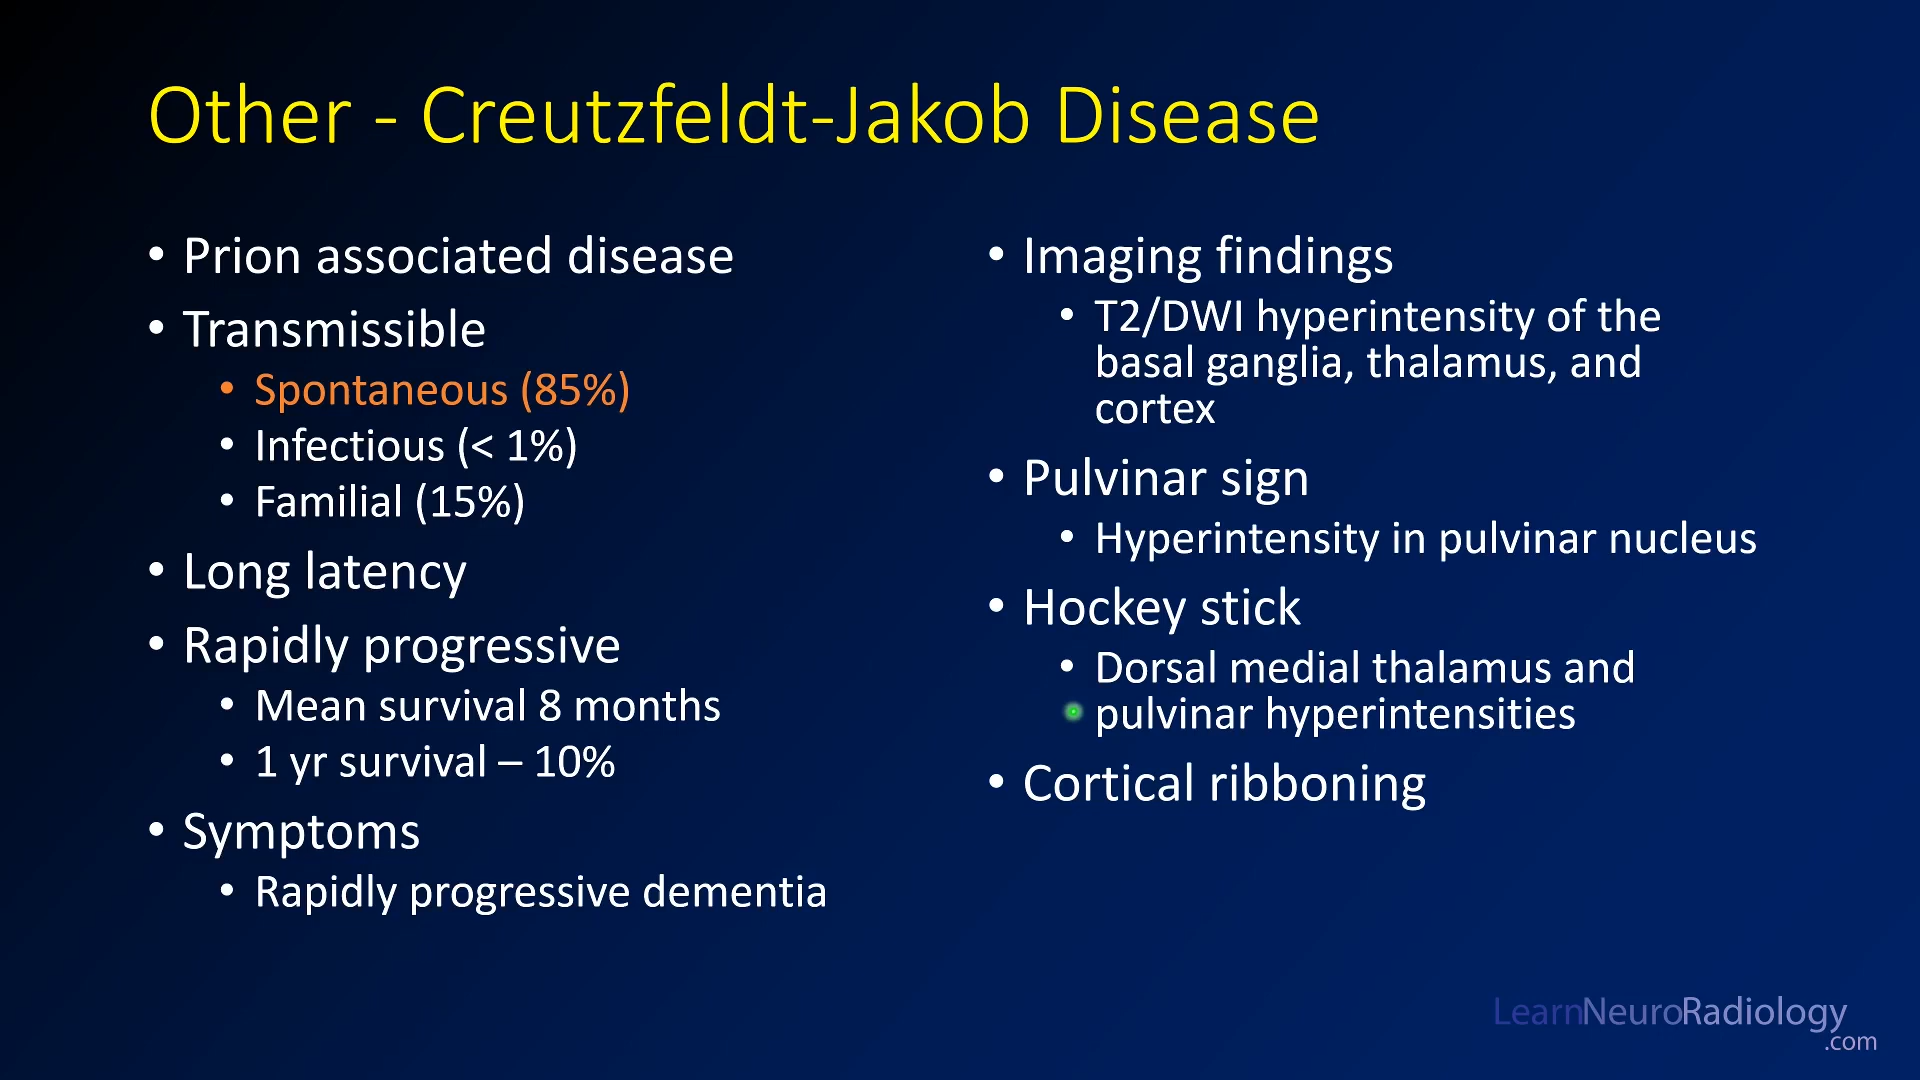 Other - Creutzfeldt-Jakob Disease
• Prion associated disease
• Transmissible
• Spontaneous (85%)
• Infectious (< 1%)
• Familial (15%)
• Long latency
• Rapidly progressive
• Mean survival 8 months
• 1 yr survival – 10%
• Symptoms
• Rapidly progressive dementia
• Imaging findings
• T2/DWI hyperintensity of the
basal ganglia, thalamus, and
cortex
• Pulvinar sign
• Hyperintensity in pulvinar nucleus
• Hockey stick
• Dorsal medial thalamus and
pulvinar hyperintensities
• Cortical ribboning
LearnNeuroRadiology
.com